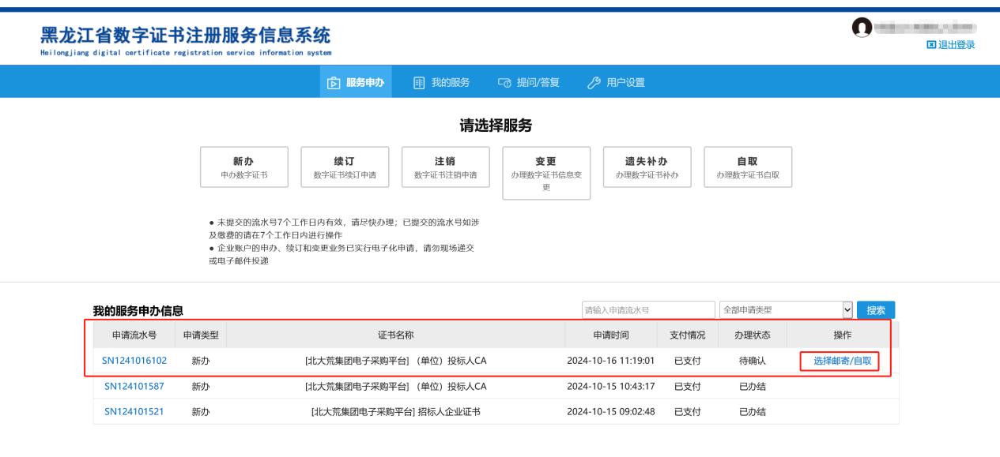 黑龙江省数字证书注册服务信息系统
Heilongjiang digital certificate registration service information system
退出登录
服务申办 我的服务 提问/答复 用户设置
请选择服务
新办 续订 注销 变更 遗失补办 自取
申办数字证书 数字证书续订申请 数字证书注销申请 办理数字证书信息变更 办理数字证书补办 办理数字证书自取
● 未提交的流水号7个工作日内有效，请尽快办理；已提交的流水号如涉
及缴费的请在7个工作日内进行操作
● 企业账户的申办、续订和变更业务已实行电子化申请，请勿现场递交
或电子邮件投递
我的服务申办信息 请输入申请流水号 全部申请类型 搜索
申请流水号 申请类型 证书名称 申请时间 支付情况 办理状态 操作
SN1241016102 新办 [北大荒集团电子采购平台] （单位）投标人CA 2024-10-16 11:19:01 已支付 待确认 选择邮寄/自取
SN124101587 新办 [北大荒集团电子采购平台] （单位）投标人CA 2024-10-15 10:43:17 已支付 已办结
SN124101521 新办 [北大荒集团电子采购平台] 招标人企业证书 2024-10-15 09:02:48 已支付 已办结